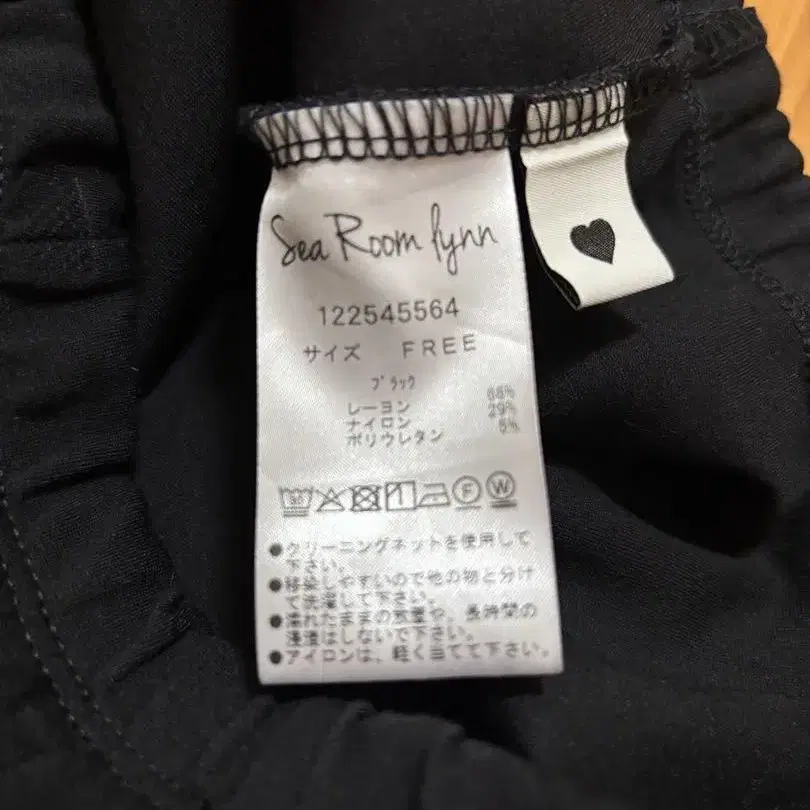 Sea Room lynn
122545564
サイズ FREE
ブラック
レーヨン 66%
ナイロン 29%
ポリウレタン 5%
F W
●クリーニングネットを使用して
下さい。
●移染しやすいので他の物と分け
て洗濯して下さい。
●濡れたままの放置や、長時間の
浸漬はしないで下さい。
●アイロンは、軽く当てて下さい。